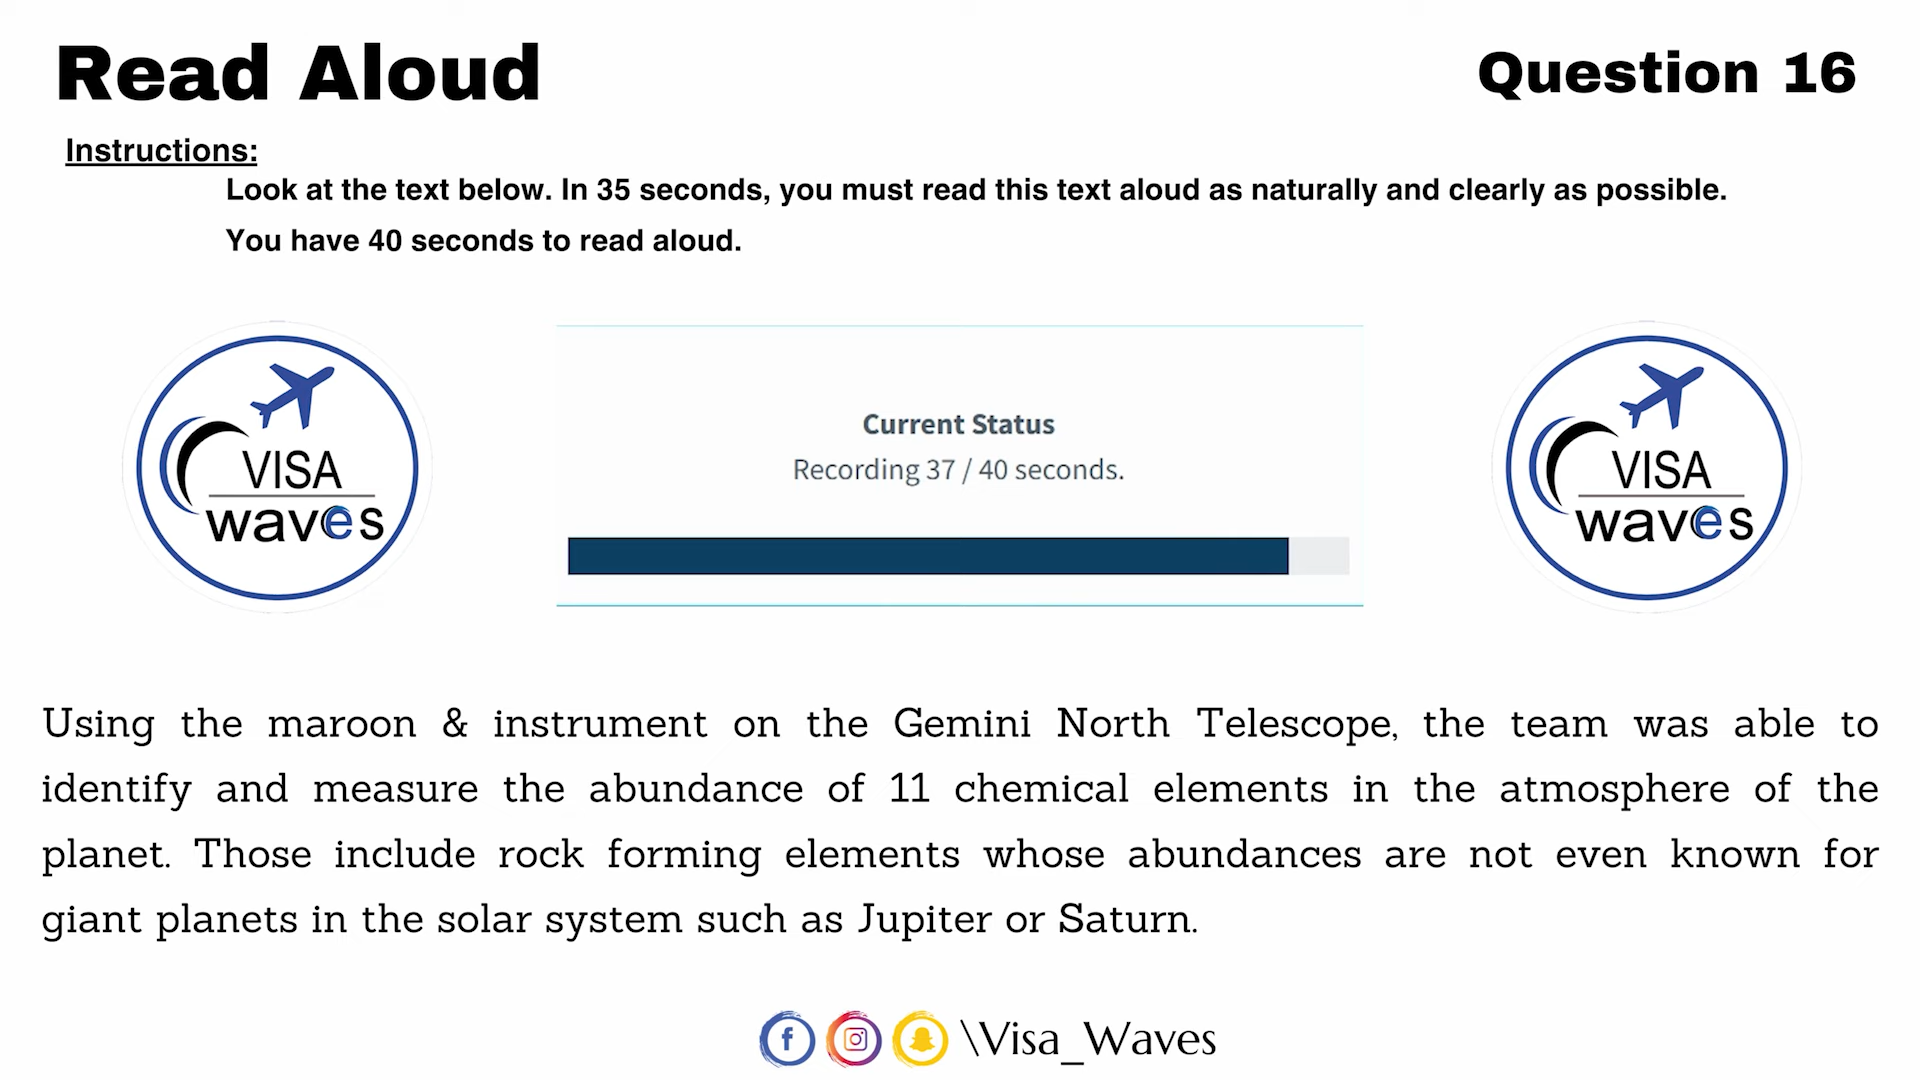 Read Aloud
Question 16
Instructions:
Look at the text below. In 35 seconds, you must read this text aloud as naturally and clearly as possible.
You have 40 seconds to read aloud.
VISA
waves
Current Status
Recording 37 / 40 seconds.
VISA
waves
Using the maroon & instrument on the Gemini North Telescope, the team was able to
identify and measure the abundance of 11 chemical elements in the atmosphere of the
planet. Those include rock forming elements whose abundances are not even known for
giant planets in the solar system such as Jupiter or Saturn.
\Visa_Waves